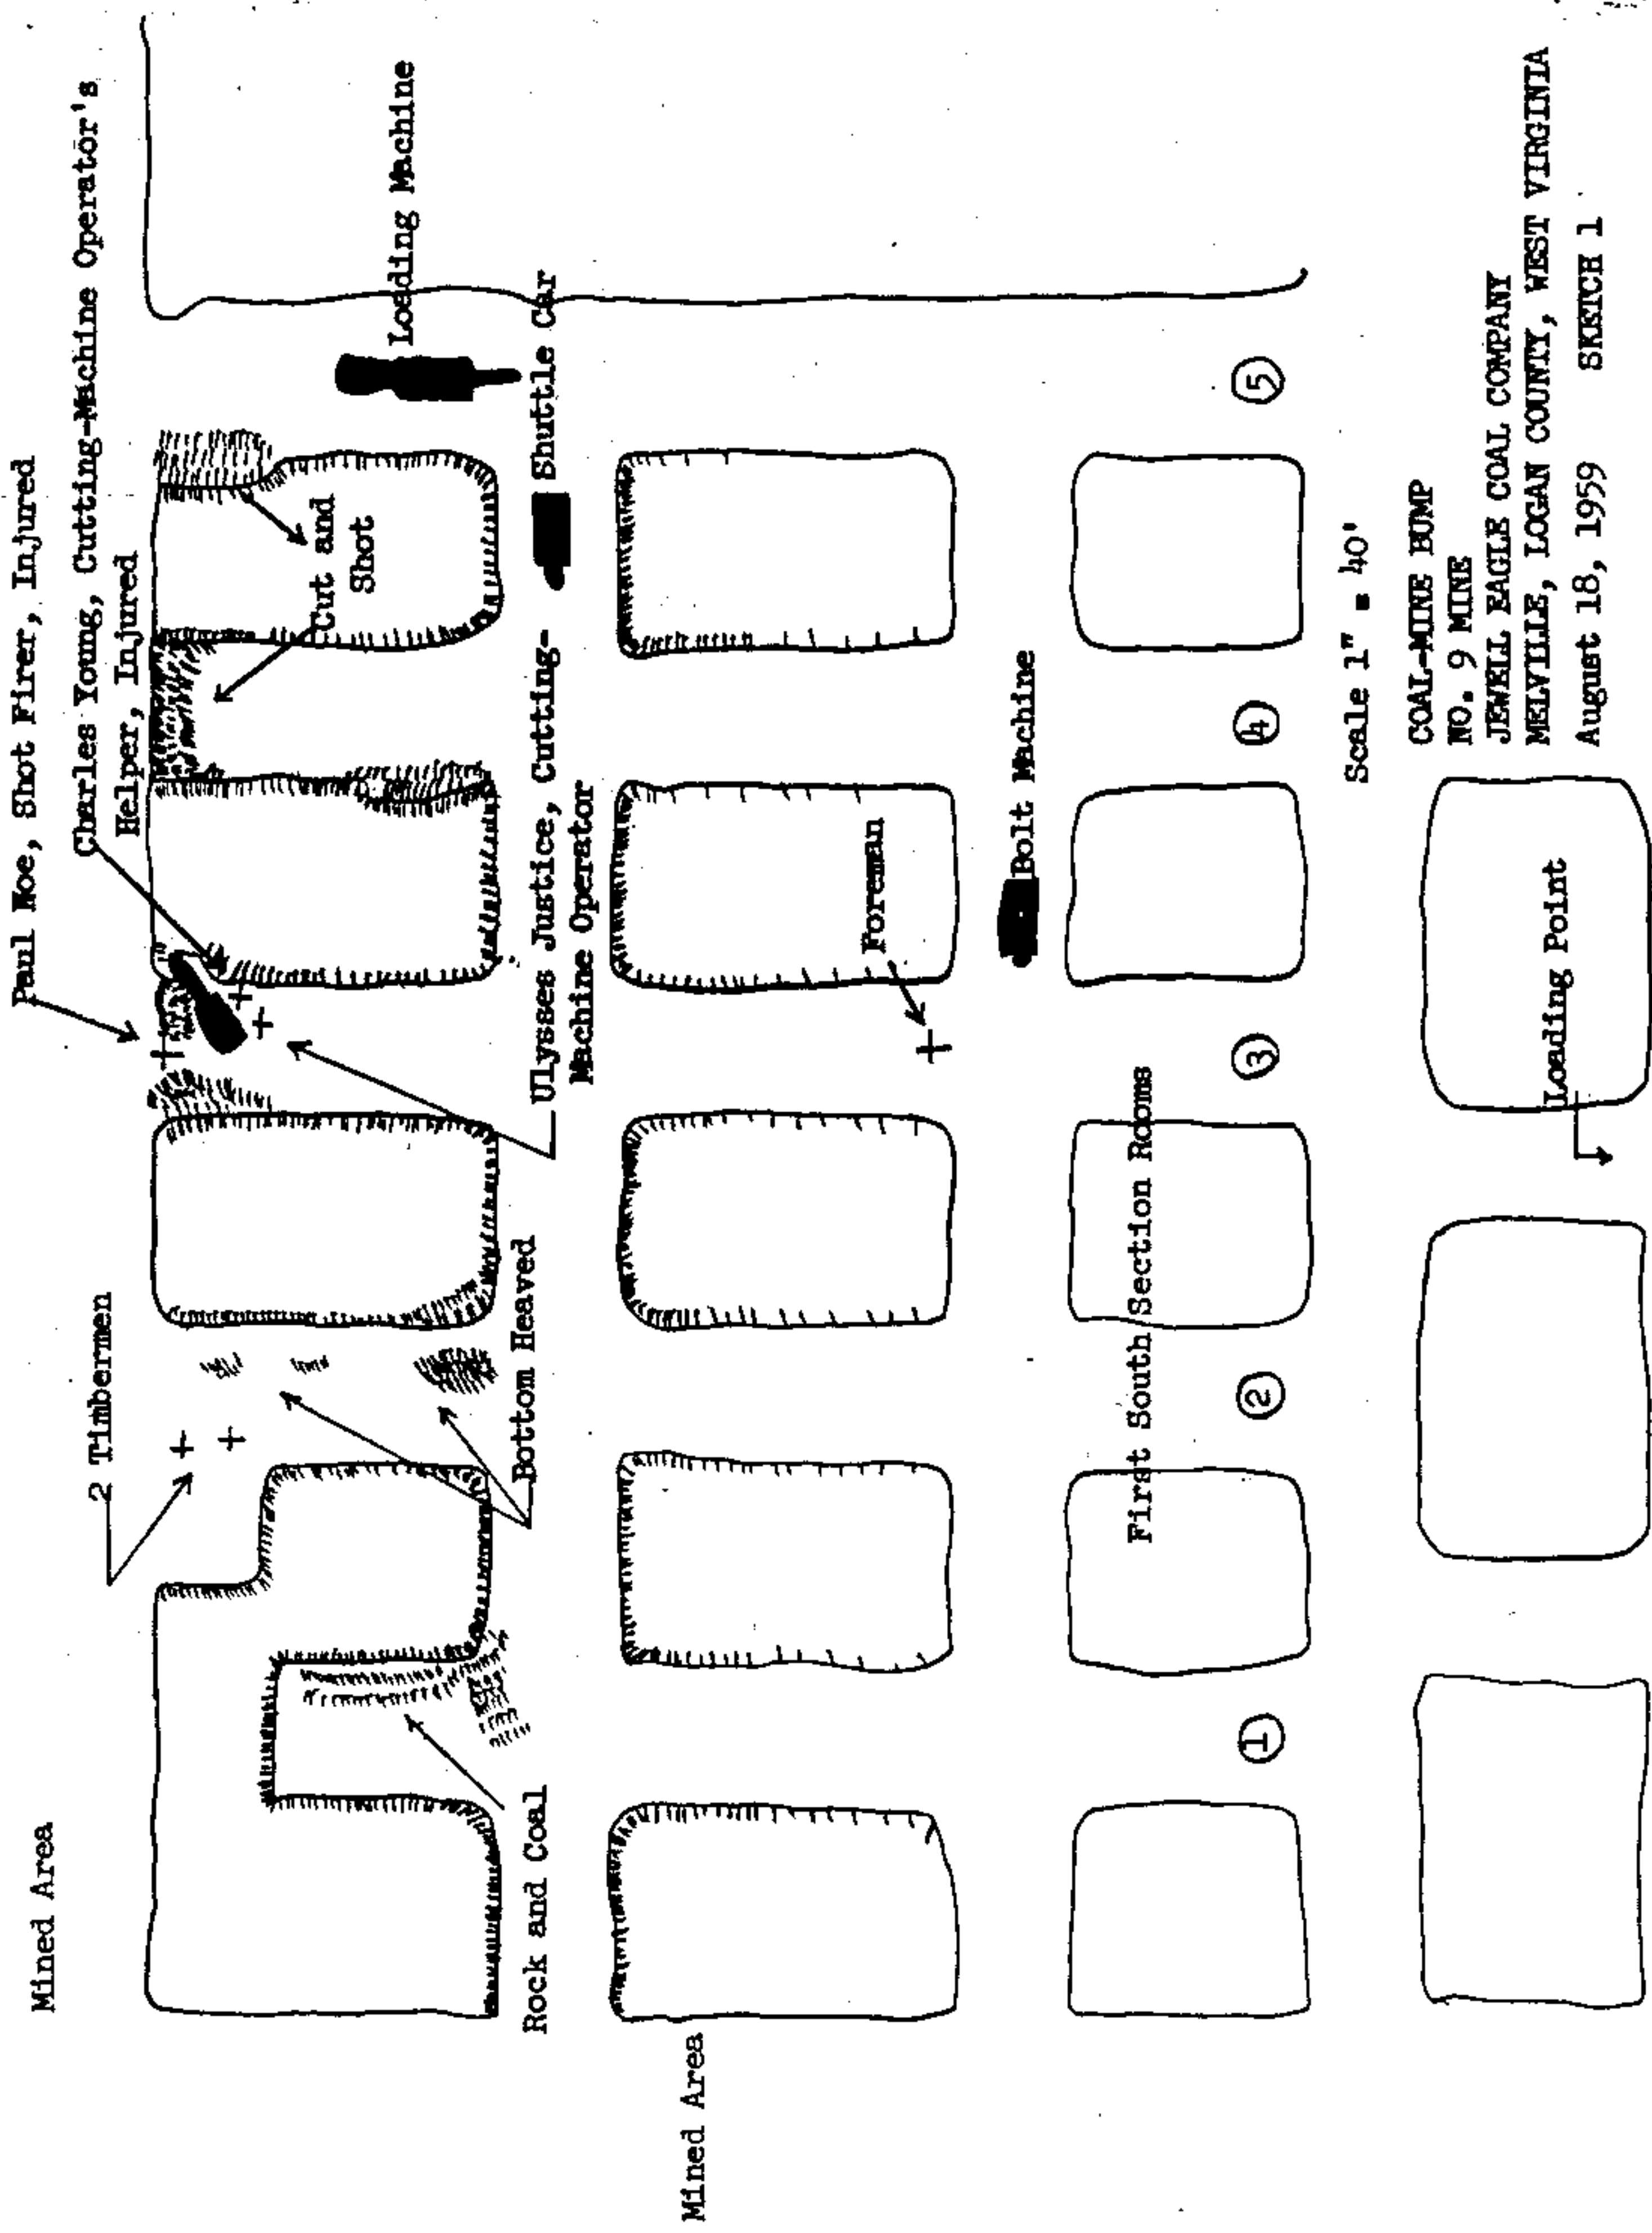 Mined Area
2 Timbermen
Paul Noe, Shot Firer, Injured
Charles Young, Cutting-Machine Operator's
Helper, Injured
Cut and
Shot
Loading Machine
Shuttle Car
Rock and Coal
Bottom Heaved
Ulysses Justice, Cutting-
Machine Operator
Mined Area
Foreman
Bolt Machine
First South Section Rooms
1
2
3
4
5
Scale 1" = 40'
COAL-MINE BUMP
NO. 9 MINE
JEWELL EAGLE COAL COMPANY
MELVILLE, LOGAN COUNTY, WEST VIRGINIA
August 18, 1959 SKETCH 1
Loading Point